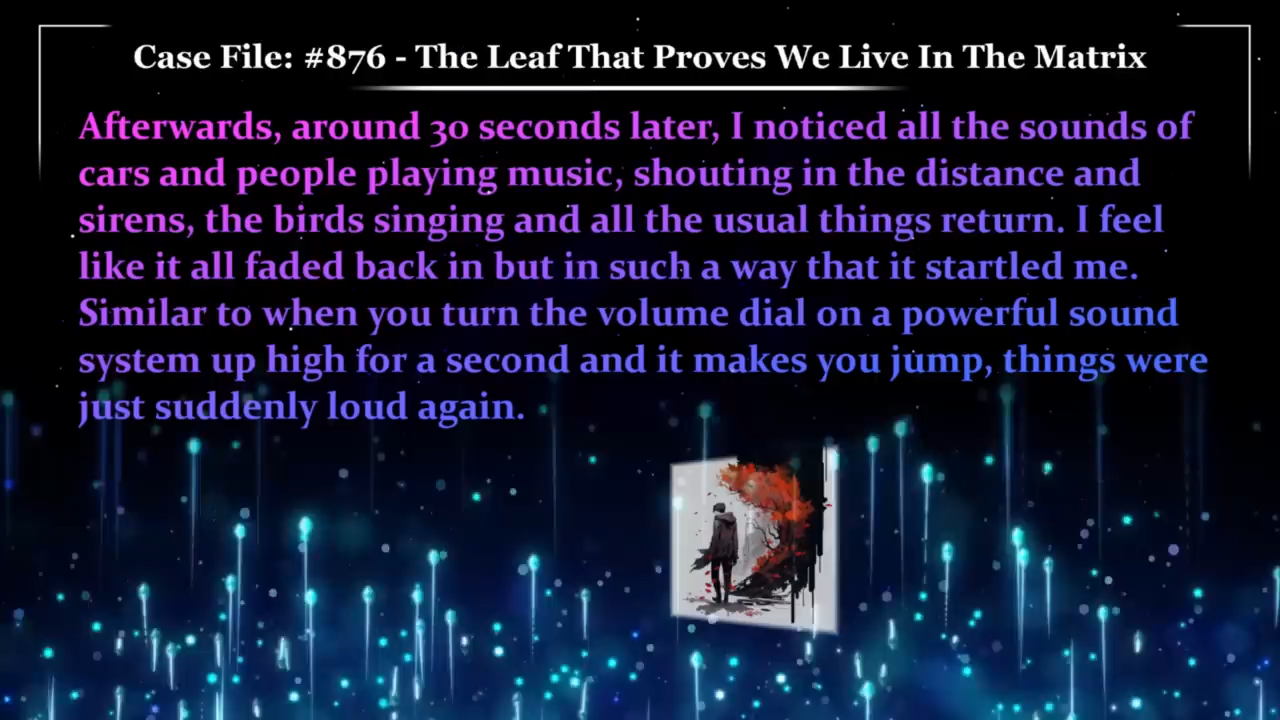 Case File: #876 - The Leaf That Proves We Live In The Matrix
Afterwards, around 30 seconds later, I noticed all the sounds of
cars and people playing music, shouting in the distance and
sirens, the birds singing and all the usual things return. I feel
like it all faded back in but in such a way that it startled me.
Similar to when you turn the volume dial on a powerful sound
system up high for a second and it makes you jump, things were
just suddenly loud again.